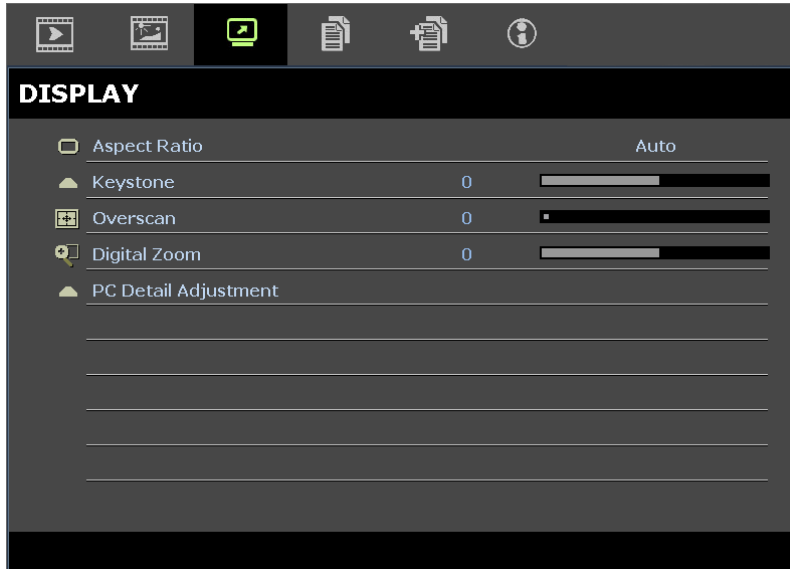 DISPLAY
Aspect Ratio Auto
Keystone 0
Overscan 0
Digital Zoom 0
PC Detail Adjustment